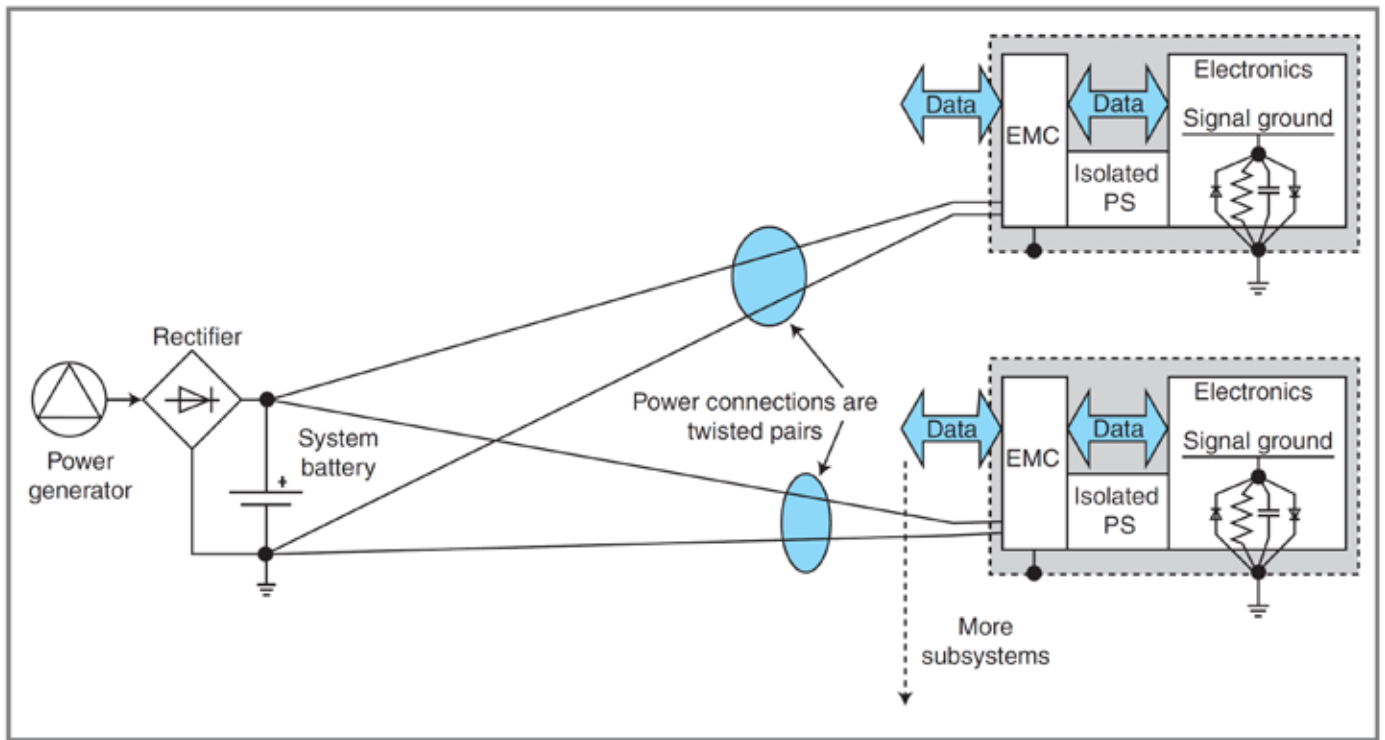 Electronics
Data
Data
Signal ground
EMC
Isolated
PS
Rectifier
Power connections are
twisted pairs
Electronics
Data
Data
System
battery
Signal ground
EMC
Power
generator
+
Isolated
PS
More
subsystems